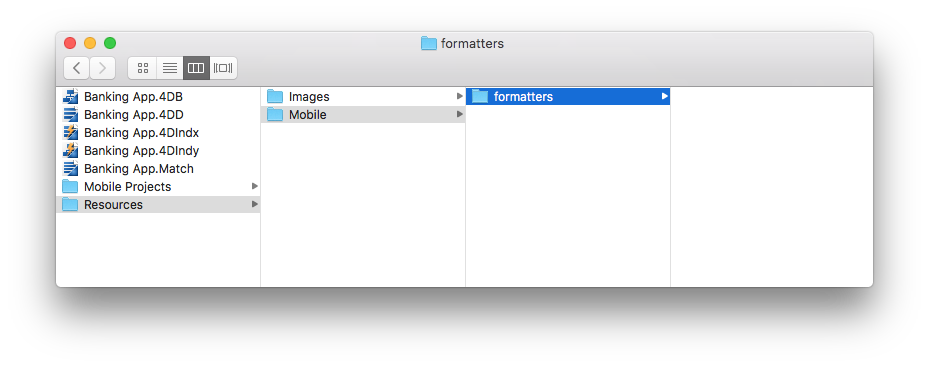 formatters
Banking App.4DB
Banking App.4DD
Banking App.4DIndx
Banking App.4DIndy
Banking App.Match
Mobile Projects
Resources
Images
Mobile
formatters